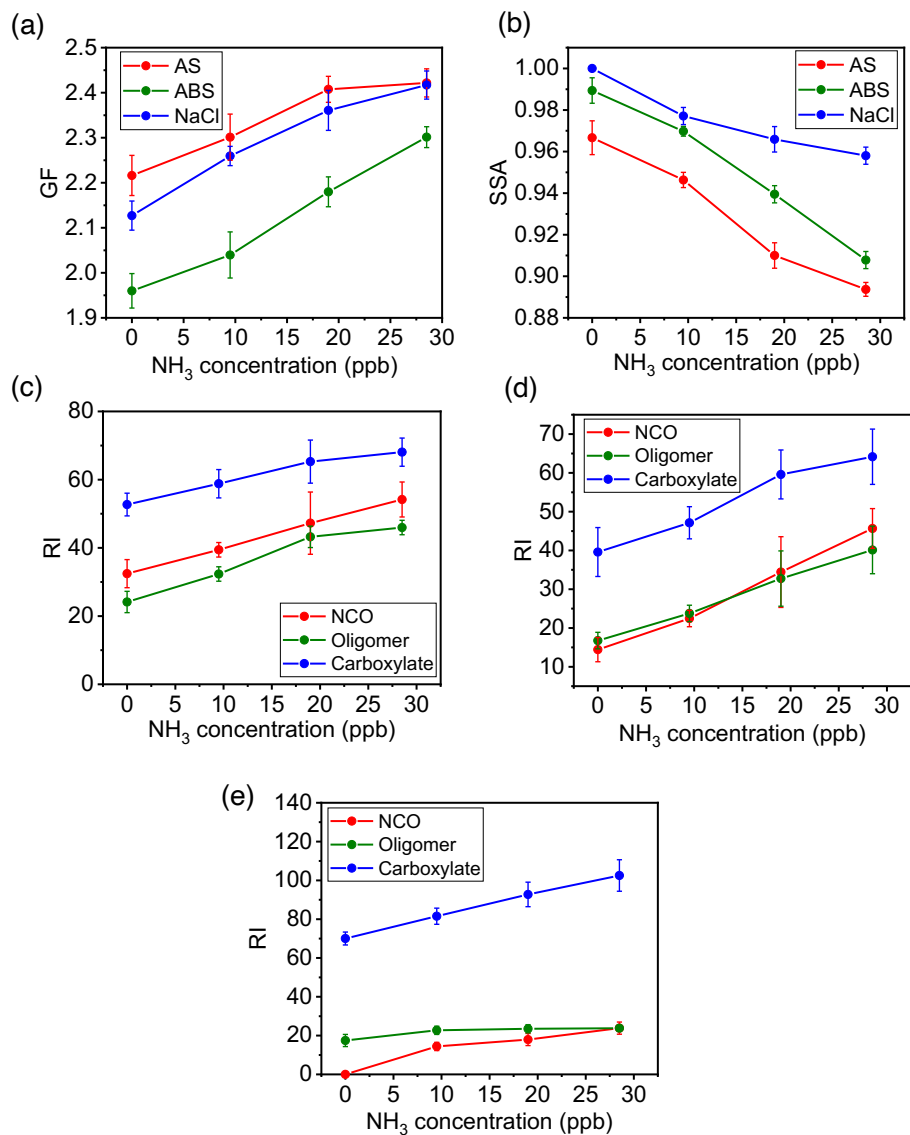 (a)
2.5
2.4
2.3
2.2
2.1
2.0
1.9
GF
AS
ABS
NaCl
0 5 10 15 20 25 30
NH₃ concentration (ppb)
(b)
1.00
0.98
0.96
0.94
0.92
0.90
0.88
SSA
AS
ABS
NaCl
0 5 10 15 20 25 30
NH₃ concentration (ppb)
(c)
80
60
40
20
0
RI
NCO
Oligomer
Carboxylate
0 5 10 15 20 25 30
NH₃ concentration (ppb)
(d)
70
60
50
40
30
20
10
RI
NCO
Oligomer
Carboxylate
0 5 10 15 20 25 30
NH₃ concentration (ppb)
(e)
140
120
100
80
60
40
20
0
RI
NCO
Oligomer
Carboxylate
0 5 10 15 20 25 30
NH₃ concentration (ppb)